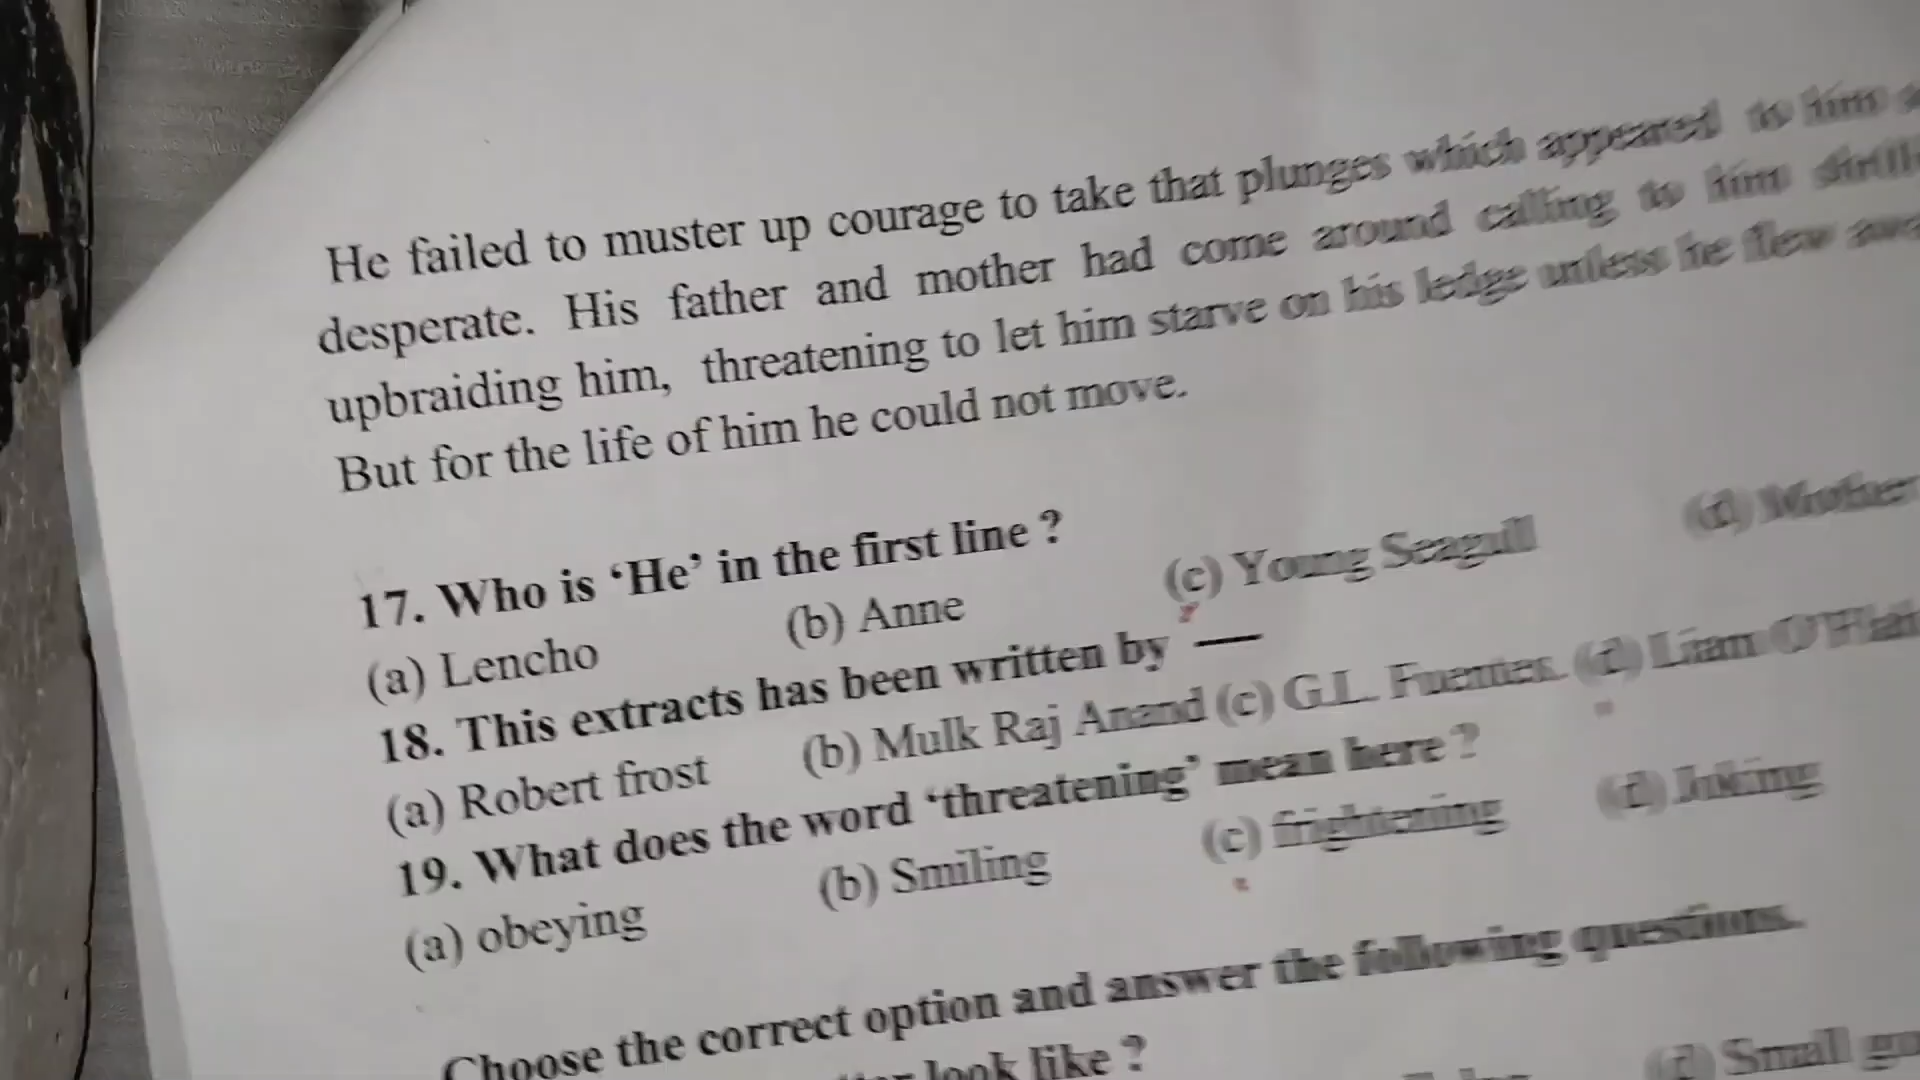 He failed to muster up courage to take that plunges which appeared to him
desperate. His father and mother had come around calling to him
upbraiding him, threatening to let him starve on his ledge unless he flew
But for the life of him he could not move.
17. Who is ‘He’ in the first line ?
(a) Lencho (b) Anne (c) Young Seagull (d) Mother
18. This extracts has been written by —
(a) Robert frost (b) Mulk Raj Anand (c) G.L. Fuentes. (d) Liam
19. What does the word ‘threatening’ mean here ?
(a) obeying (b) Smiling (c) frightening (d) Joking
Choose the correct option and answer the following questions.
look like ?
(d) Small